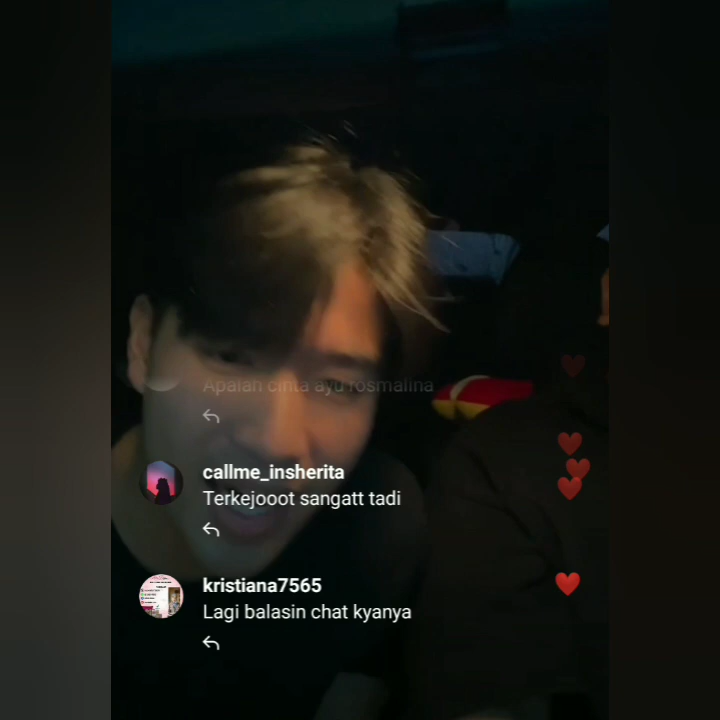 Apalah cinta ayu rosmalina
callme_insherita
Terkejooot sangatt tadi
kristiana7565
Lagi balasin chat kyanya